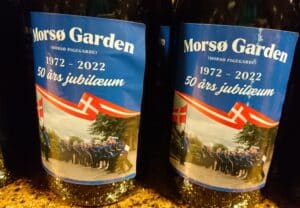 Morsø Garden
(MORSØ PIGEGARDE)
1972 - 2022
50 års jubilæum
Morsø Garden
(MORSØ PIGEGARDE)
1972 - 2022
50 års jubilæum